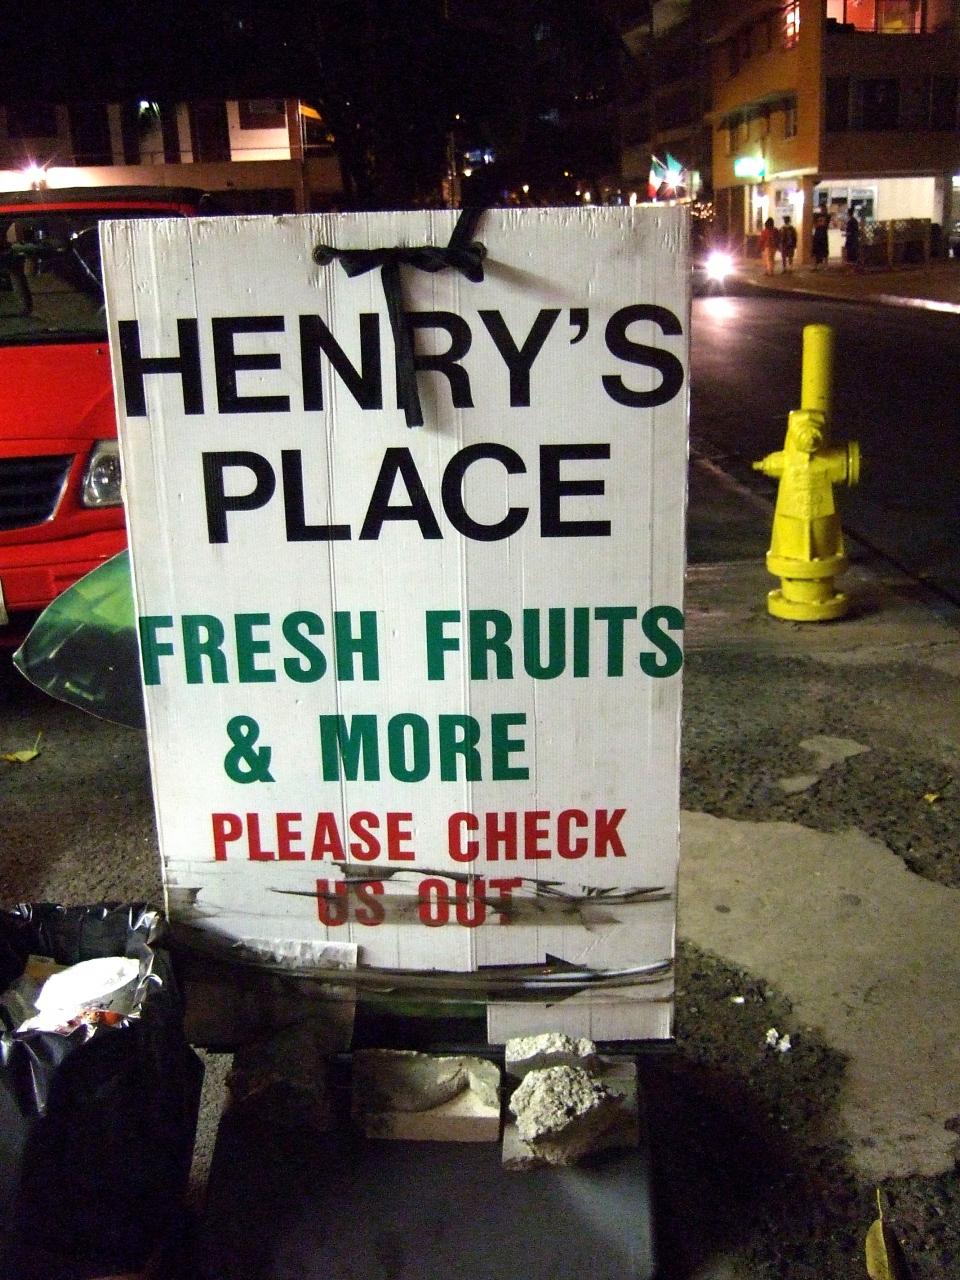 HENRY'S
PLACE
FRESH FRUITS
& MORE
PLEASE CHECK
US OUT